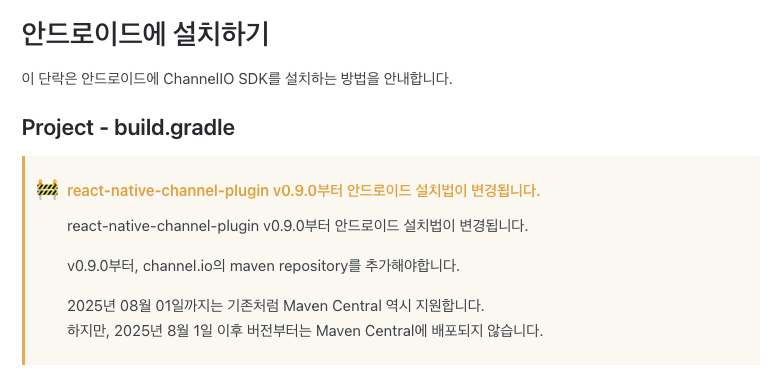 안드로이드에 설치하기
이 단락은 안드로이드에 ChannelIO SDK를 설치하는 방법을 안내합니다.
Project - build.gradle
react-native-channel-plugin v0.9.0부터 안드로이드 설치법이 변경됩니다.
react-native-channel-plugin v0.9.0부터 안드로이드 설치법이 변경됩니다.
v0.9.0부터, channel.io의 maven repository를 추가해야합니다.
2025년 08월 01일까지는 기존처럼 Maven Central 역시 지원합니다.
하지만, 2025년 8월 1일 이후 버전부터는 Maven Central에 배포되지 않습니다.